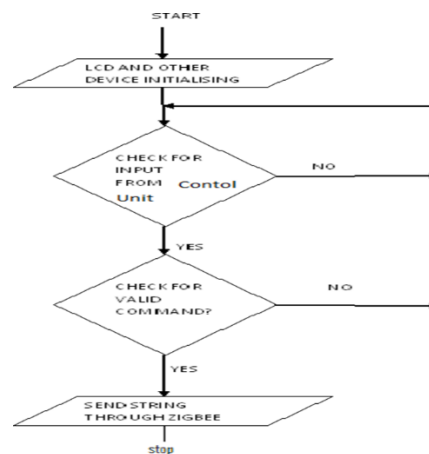 START
LCD AND OTHER
DEVICE INITIALISING
CHECK FOR
INPUT
FROM Contol
Unit
NO
YES
CHECK FOR
VALID
COMMAND?
NO
YES
SEND STRING
THROUGH ZIGBEE
stop